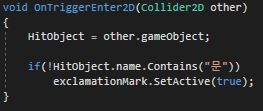 void OnTriggerEnter2D(Collider2D other)
{
HitObject = other.gameObject;
if(!HitObject.name.Contains("문"))
exclamationMark.SetActive(true);
}